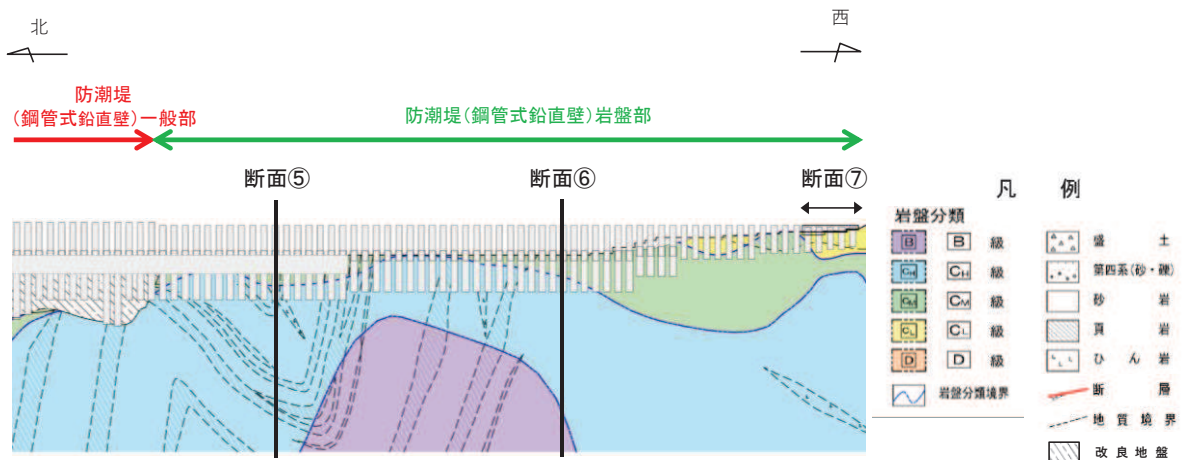 北
西
防潮堤
(鋼管式鉛直壁)一般部
防潮堤(鋼管式鉛直壁)岩盤部
断面⑤
断面⑥
断面⑦
凡 例
岩盤分類
B B 級
CH CH 級
CM CM 級
CL CL 級
D D 級
岩盤分類境界
盛 土
第四系(砂・礫)
砂 岩
頁 岩
ひ ん 岩
断 層
地 質 境 界
改 良 地 盤